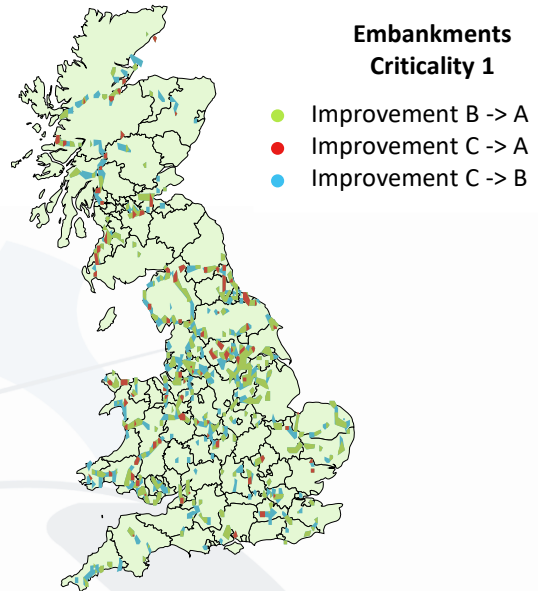 Embankments
Criticality 1
Improvement B -> A
Improvement C -> A
Improvement C -> B